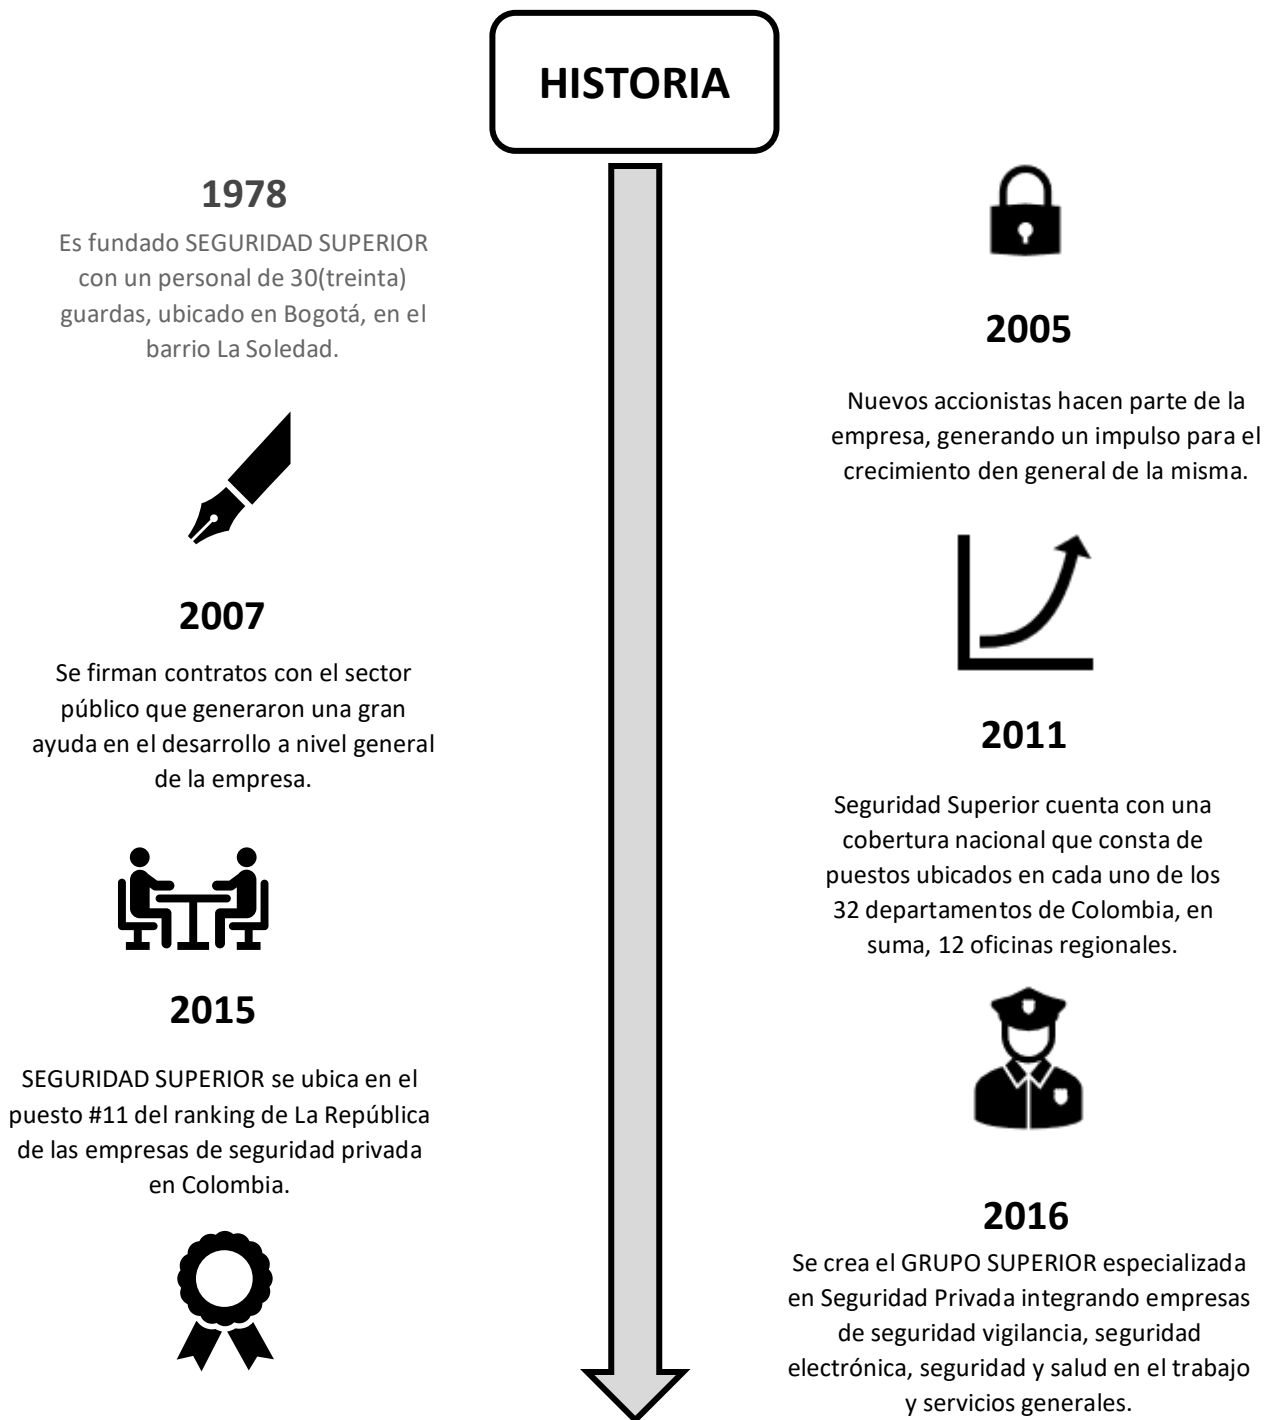 HISTORIA
1978
Es fundado SEGURIDAD SUPERIOR
con un personal de 30(treinta)
guardas, ubicado en Bogotá, en el
barrio La Soledad.
2005
Nuevos accionistas hacen parte de la
empresa, generando un impulso para el
crecimiento den general de la misma.
2007
Se firman contratos con el sector
público que generaron una gran
ayuda en el desarrollo a nivel general
de la empresa.
2011
Seguridad Superior cuenta con una
cobertura nacional que consta de
puestos ubicados en cada uno de los
32 departamentos de Colombia, en
suma, 12 oficinas regionales.
2015
SEGURIDAD SUPERIOR se ubica en el
puesto #11 del ranking de La República
de las empresas de seguridad privada
en Colombia.
2016
Se crea el GRUPO SUPERIOR especializada
en Seguridad Privada integrando empresas
de seguridad vigilancia, seguridad
electrónica, seguridad y salud en el trabajo
y servicios generales.